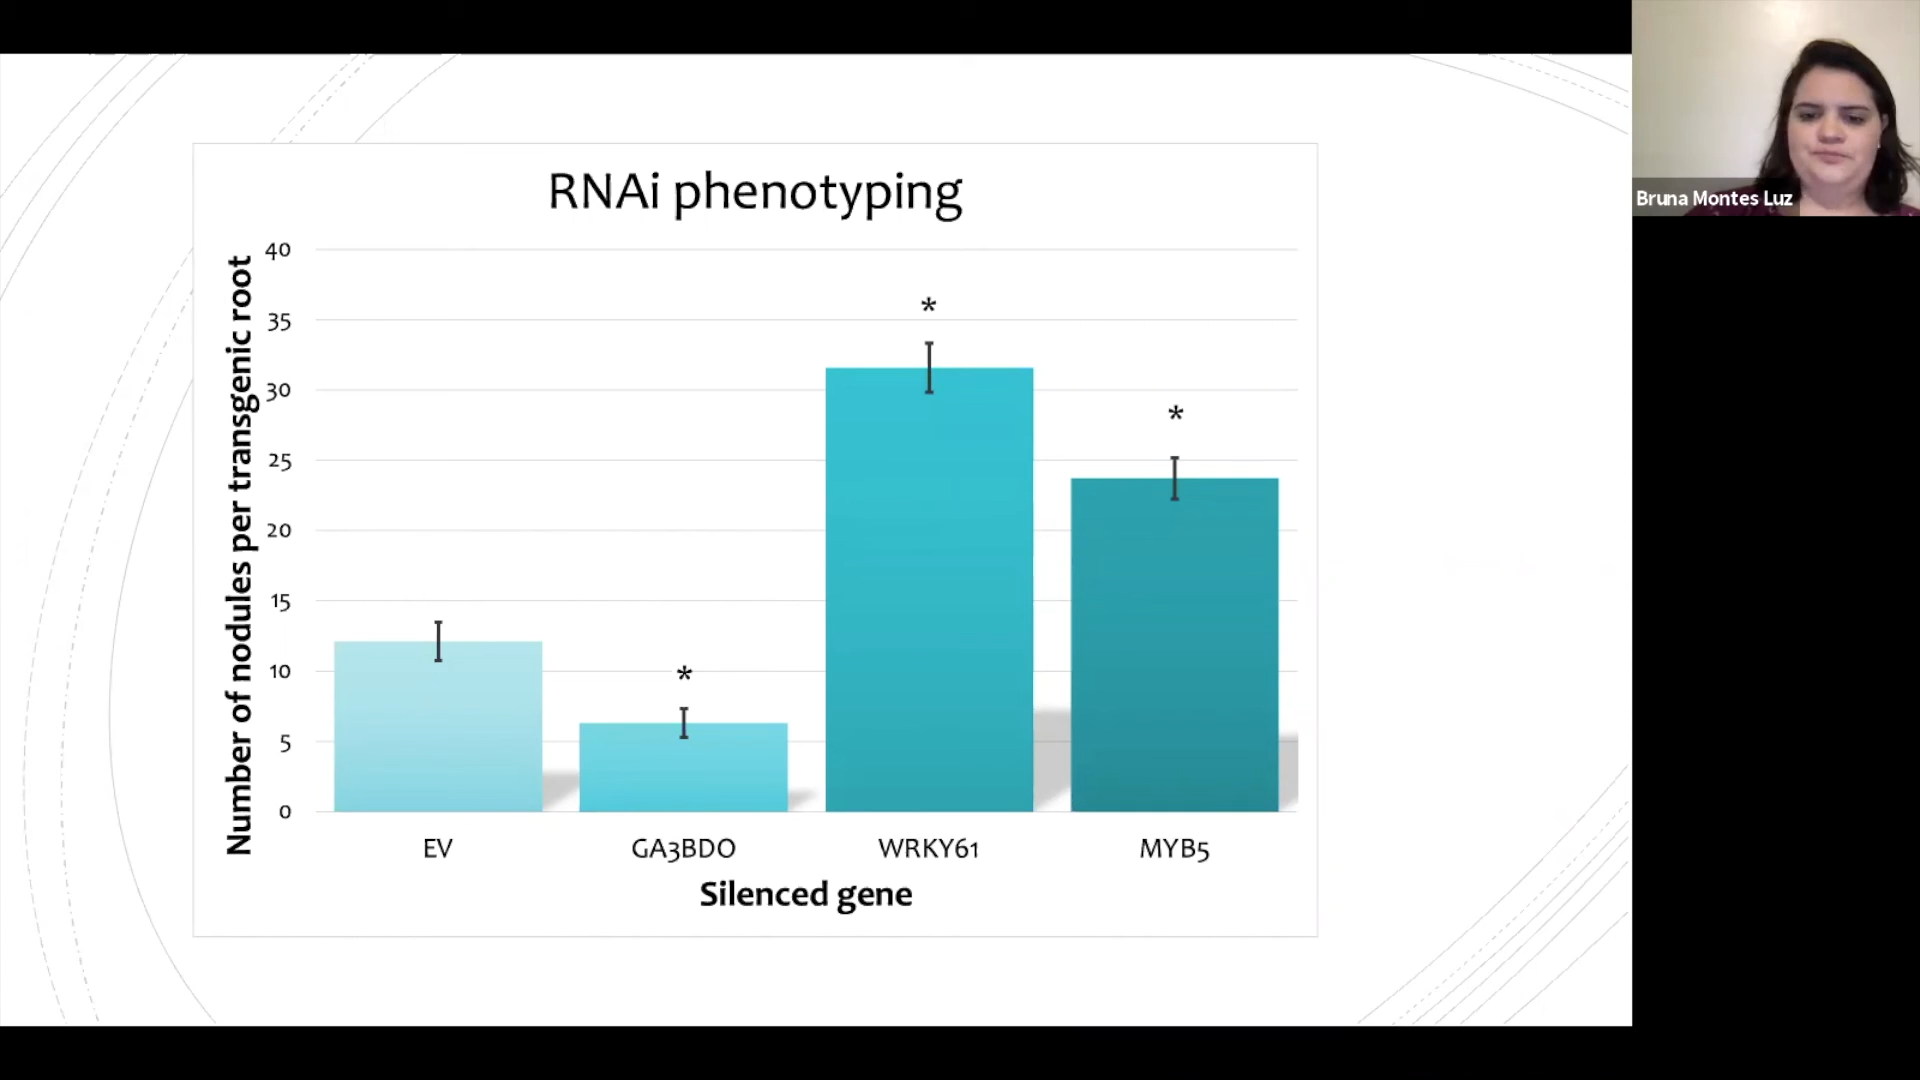 RNAi phenotyping
Number of nodules per transgenic root
40
35
30
25
20
15
10
5
0
*
*
*
EV
GA3BDO
WRKY61
MYB5
Silenced gene
Bruna Montes Luz